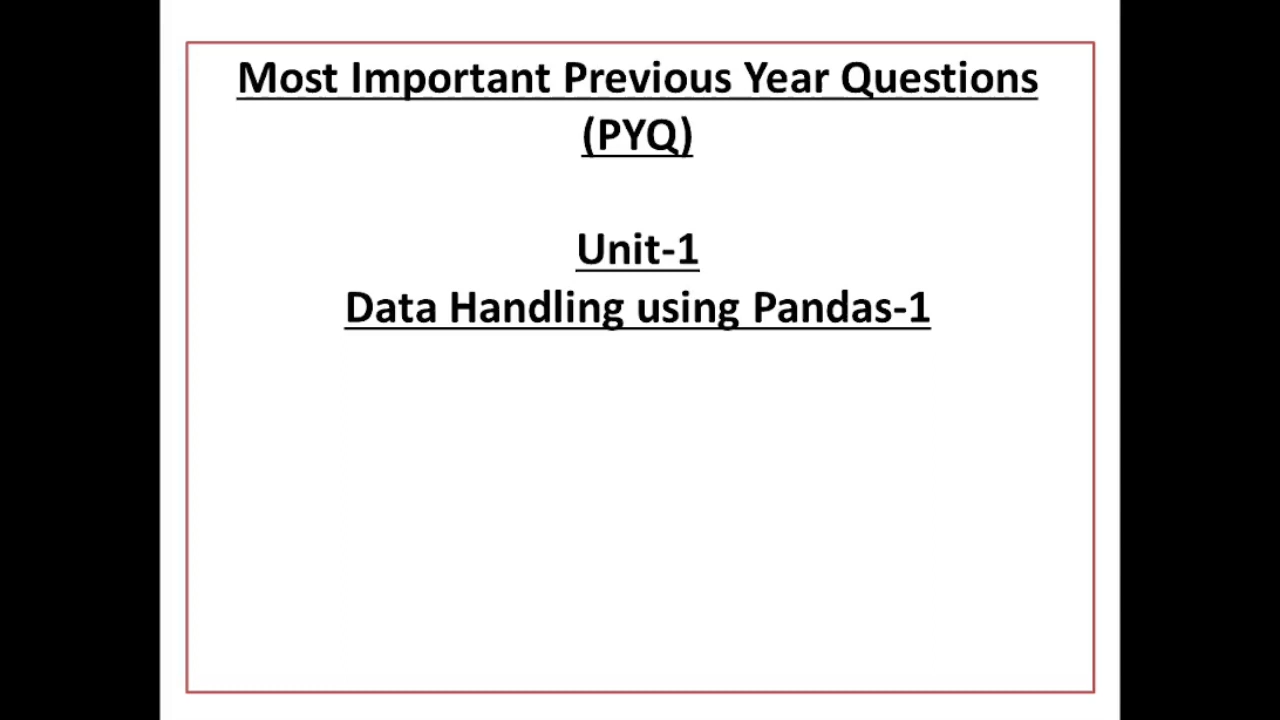 Most Important Previous Year Questions
(PYQ)
Unit-1
Data Handling using Pandas-1